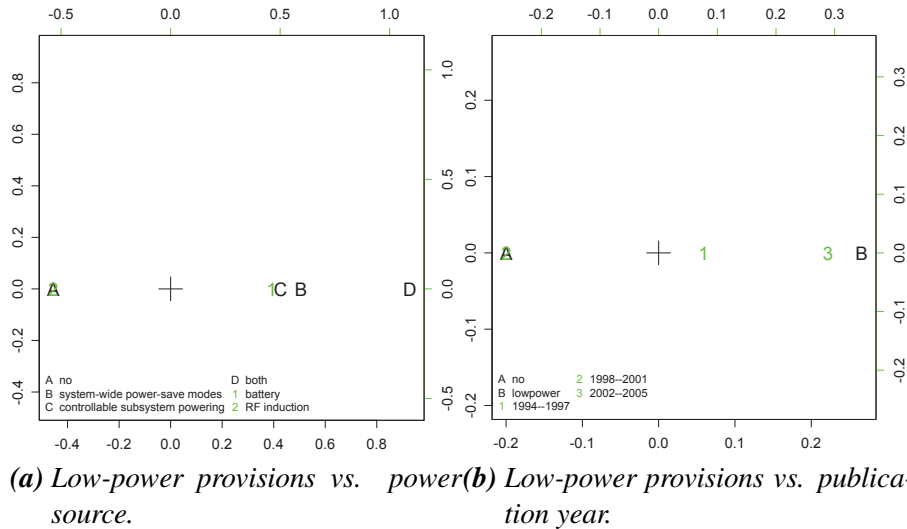 -0.5 0.0 0.5 1.0
0.8
0.6
0.4
0.2
0.0
-0.2
-0.4
1.0
0.5
0.0
-0.5
A 2 1 C B D
A no D both
B system-wide power-save modes 1 battery
C controllable subsystem powering 2 RF induction
-0.4 -0.2 0.0 0.2 0.4 0.6 0.8
(a) Low-power provisions vs. power
source.
-0.2 -0.1 0.0 0.1 0.2 0.3
0.2
0.1
0.0
-0.1
-0.2
0.3
0.2
0.1
0.0
-0.1
-0.2
A 2 1 3 B
A no 2 1998--2001
B lowpower 3 2002--2005
1 1994--1997
-0.2 -0.1 0.0 0.1 0.2
(b) Low-power provisions vs. publica-
tion year.